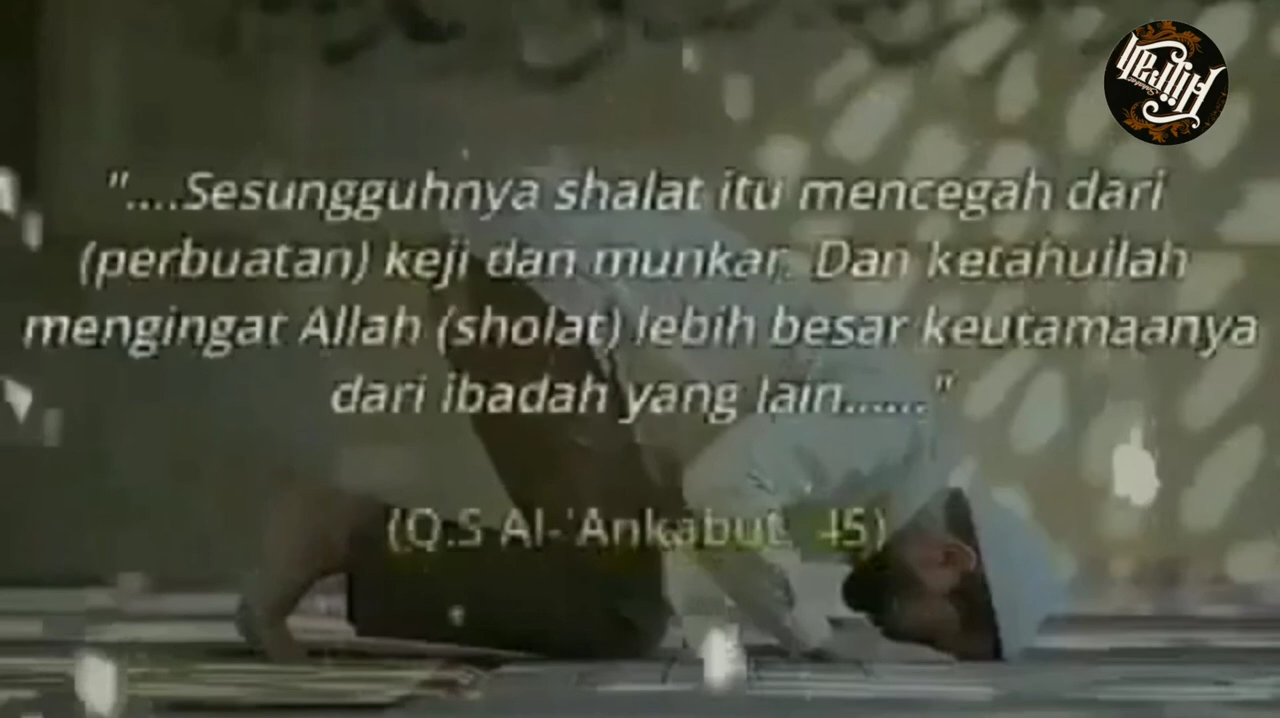 "....Sesungguhnya shalat itu mencegah dari
(perbuatan) keji dan munkar. Dan ketahuilah
mengingat Allah (sholat) lebih besar keutamaanya
dari ibadah yang lain......"
(Q.S Al-'Ankabut 45)